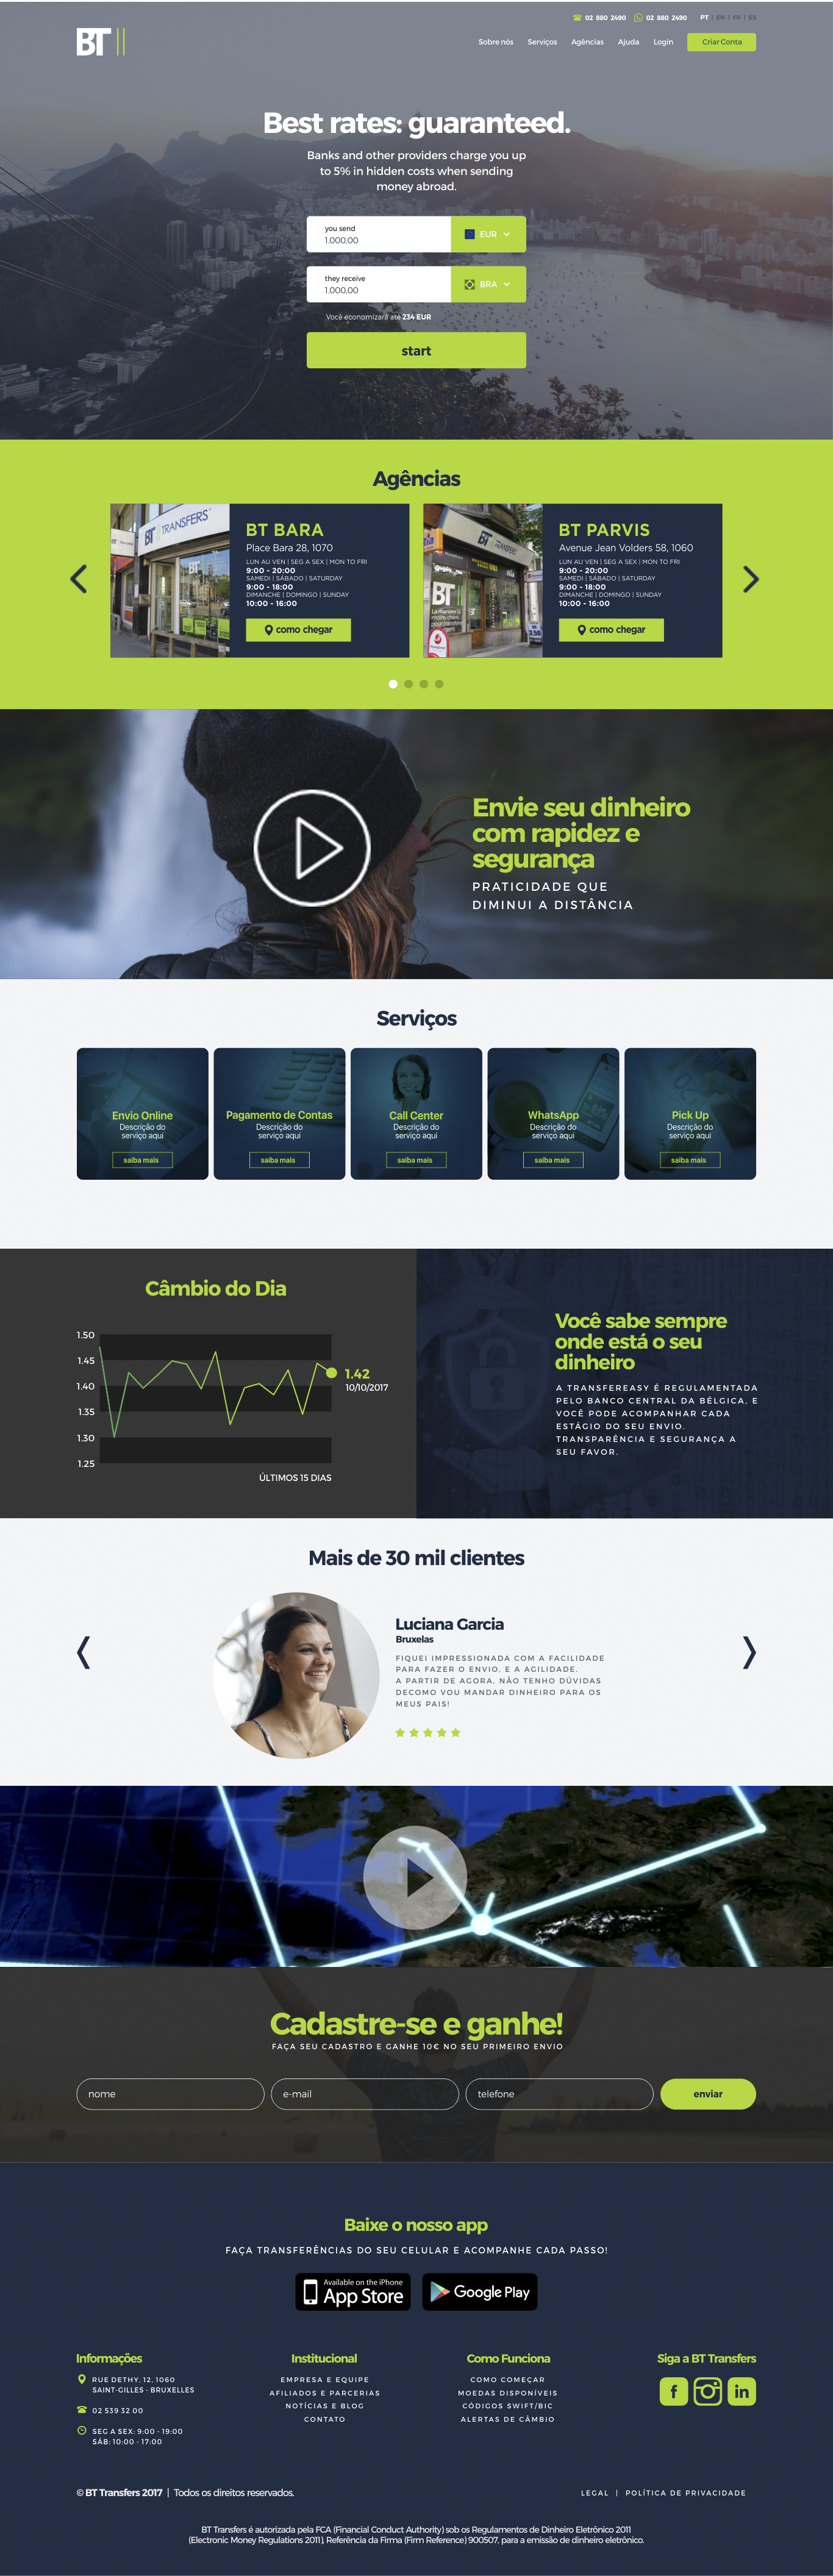 02 880 2490 02 880 2490 PT | EN | FR | ES
BT
Sobre nós Serviços Agências Ajuda Login Criar Conta
Best rates: guaranteed.
Banks and other providers charge you up
to 5% in hidden costs when sending
money abroad.
you send
1.000,00
EUR
they receive
1.000,00
BRA
Você economizará até 234 EUR
start
Agências
BT TRANSFERS
BT BARA
Place Bara 28, 1070
LUN AU VEN | SEG A SEX | MON TO FRI
9:00 - 20:00
SAMEDI | SÁBADO | SATURDAY
9:00 - 18:00
DIMANCHE | DOMINGO | SUNDAY
10:00 - 16:00
como chegar
BT TRANSFERS
BT
BT PARVIS
Avenue Jean Volders 58, 1060
LUN AU VEN | SEG A SEX | MON TO FRI
9:00 - 20:00
SAMEDI | SÁBADO | SATURDAY
9:00 - 18:00
DIMANCHE | DOMINGO | SUNDAY
10:00 - 16:00
como chegar
Envie seu dinheiro
com rapidez e
segurança
PRATICIDADE QUE
DIMINUI A DISTÂNCIA
Serviços
Envio Online
Descrição do
serviço aqui
saiba mais
Pagamento de Contas
Descrição do
serviço aqui
saiba mais
Call Center
Descrição do
serviço aqui
saiba mais
WhatsApp
Descrição do
serviço aqui
saiba mais
Pick Up
Descrição do
serviço aqui
saiba mais
Câmbio do Dia
1.50
1.45
1.40
1.35
1.30
1.25
1.42
10/10/2017
ÚLTIMOS 15 DIAS
Você sabe sempre
onde está o seu
dinheiro
A TRANSFEREASY É REGULAMENTADA
PELO BANCO CENTRAL DA BÉLGICA, E
VOCÊ PODE ACOMPANHAR CADA
ESTÁGIO DO SEU ENVIO.
TRANSPARÊNCIA E SEGURANÇA A
SEU FAVOR.
Mais de 30 mil clientes
Luciana Garcia
Bruxelas
FIQUEI IMPRESSIONADA COM A FACILIDADE
PARA FAZER O ENVIO, E A AGILIDADE.
A PARTIR DE AGORA, NÃO TENHO DÚVIDAS
DECOMO VOU MANDAR DINHEIRO PARA OS
MEUS PAIS!
Cadastre-se e ganhe!
FAÇA SEU CADASTRO E GANHE 10€ NO SEU PRIMEIRO ENVIO
nome
e-mail
telefone
enviar
Baixe o nosso app
FAÇA TRANSFERÊNCIAS DO SEU CELULAR E ACOMPANHE CADA PASSO!
Available on the iPhone
App Store
Google Play
Informações
RUE DETHY, 12, 1060
SAINT-GILLES - BRUXELLES
02 539 32 00
SEG A SEX: 9:00 - 19:00
SÁB: 10:00 - 17:00
Institucional
EMPRESA E EQUIPE
AFILIADOS E PARCERIAS
NOTÍCIAS E BLOG
CONTATO
Como Funciona
COMO COMEÇAR
MOEDAS DISPONÍVEIS
CÓDIGOS SWIFT/BIC
ALERTAS DE CÂMBIO
Siga a BT Transfers
© BT Transfers 2017 | Todos os direitos reservados.
LEGAL | POLÍTICA DE PRIVACIDADE
BT Transfers é autorizada pela FCA (Financial Conduct Authority) sob os Regulamentos de Dinheiro Eletrônico 2011
(Electronic Money Regulations 2011), Referência da Firma (Firm Reference) 900507, para a emissão de dinheiro eletrônico.